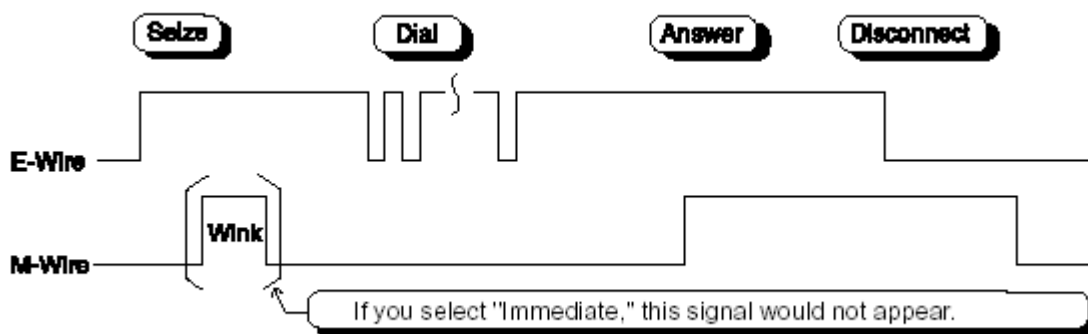 Seize Dial Answer Disconnect
E-Wire
Wink
M-Wire
If you select "Immediate," this signal would not appear.